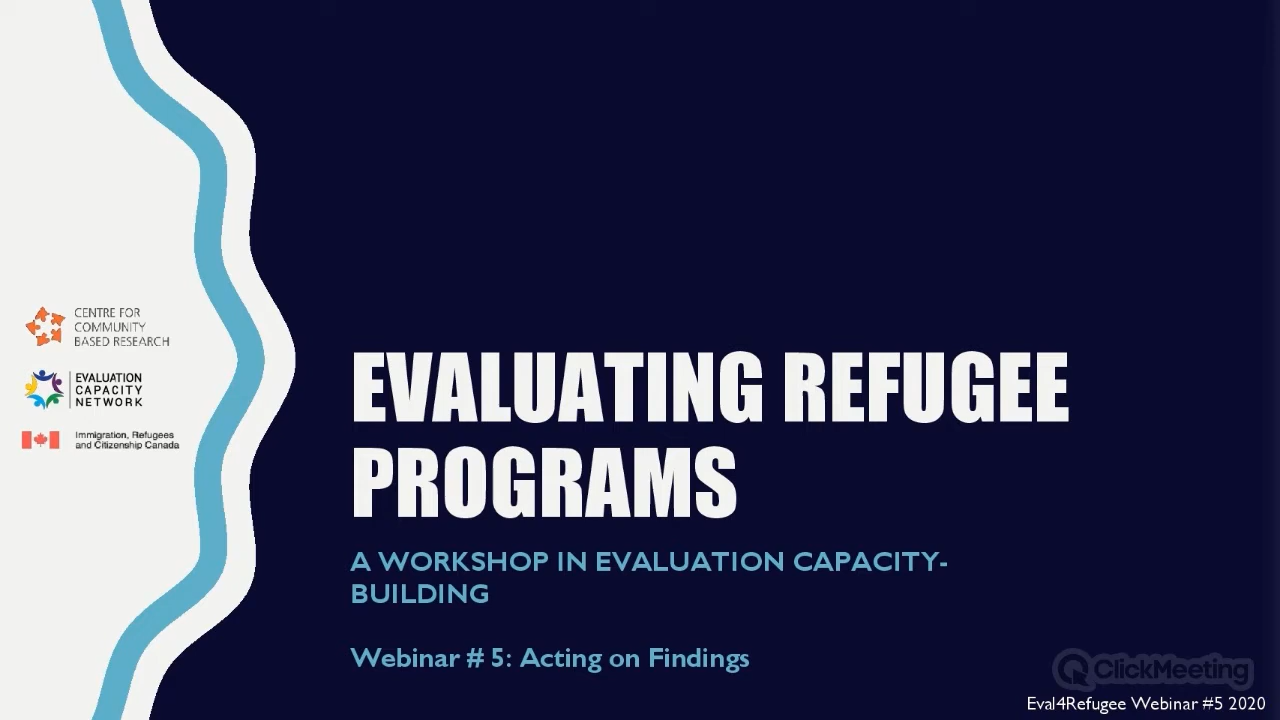 CENTRE FOR
COMMUNITY
BASED RESEARCH
EVALUATION
CAPACITY
NETWORK
Immigration, Refugees
and Citizenship Canada
EVALUATING REFUGEE
PROGRAMS
A WORKSHOP IN EVALUATION CAPACITY-
BUILDING
Webinar # 5: Acting on Findings
ClickMeeting
Eval4Refugee Webinar #5 2020